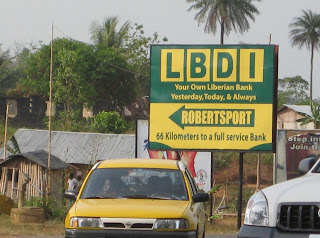 LBDI
Your Own Liberian Bank
Yesterday,Today, & Always
ROBERTSPORT
66 Kilometers to a full service Bank